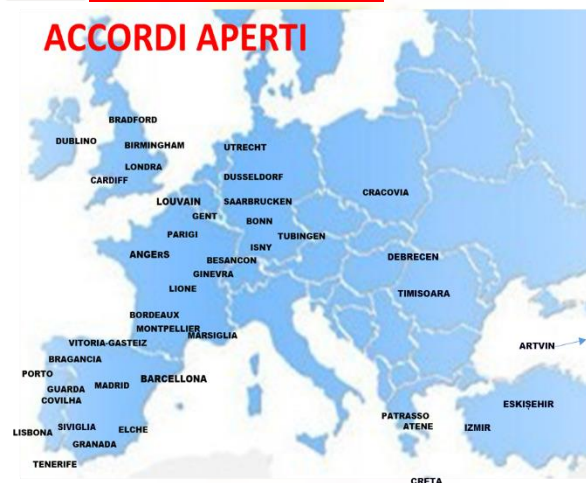 ACCORDI APERTI
BRADFORD
DUBLINO
BIRMINGHAM
UTRECHT
LONDRA
CARDIFF
DUSSELDORF
CRACOVIA
LOUVAIN
SAARBRUCKEN
GENT
BONN
PARIGI
TUBINGEN
ISNY
ANGERS
BESANCON
DEBRECEN
GINEVRA
LIONE
TIMISOARA
BORDEAUX
MONTPELLIER
MARSIGLIA
VITORIA-GASTEIZ
ARTVIN
BRAGANCIA
PORTO
BARCELLONA
GUARDA
MADRID
COVILHA
ESKIŞEHIR
PATRASSO
ATENE
IZMIR
SIVIGLIA
ELCHE
LISBONA
GRANADA
TENERIFE
CRETA